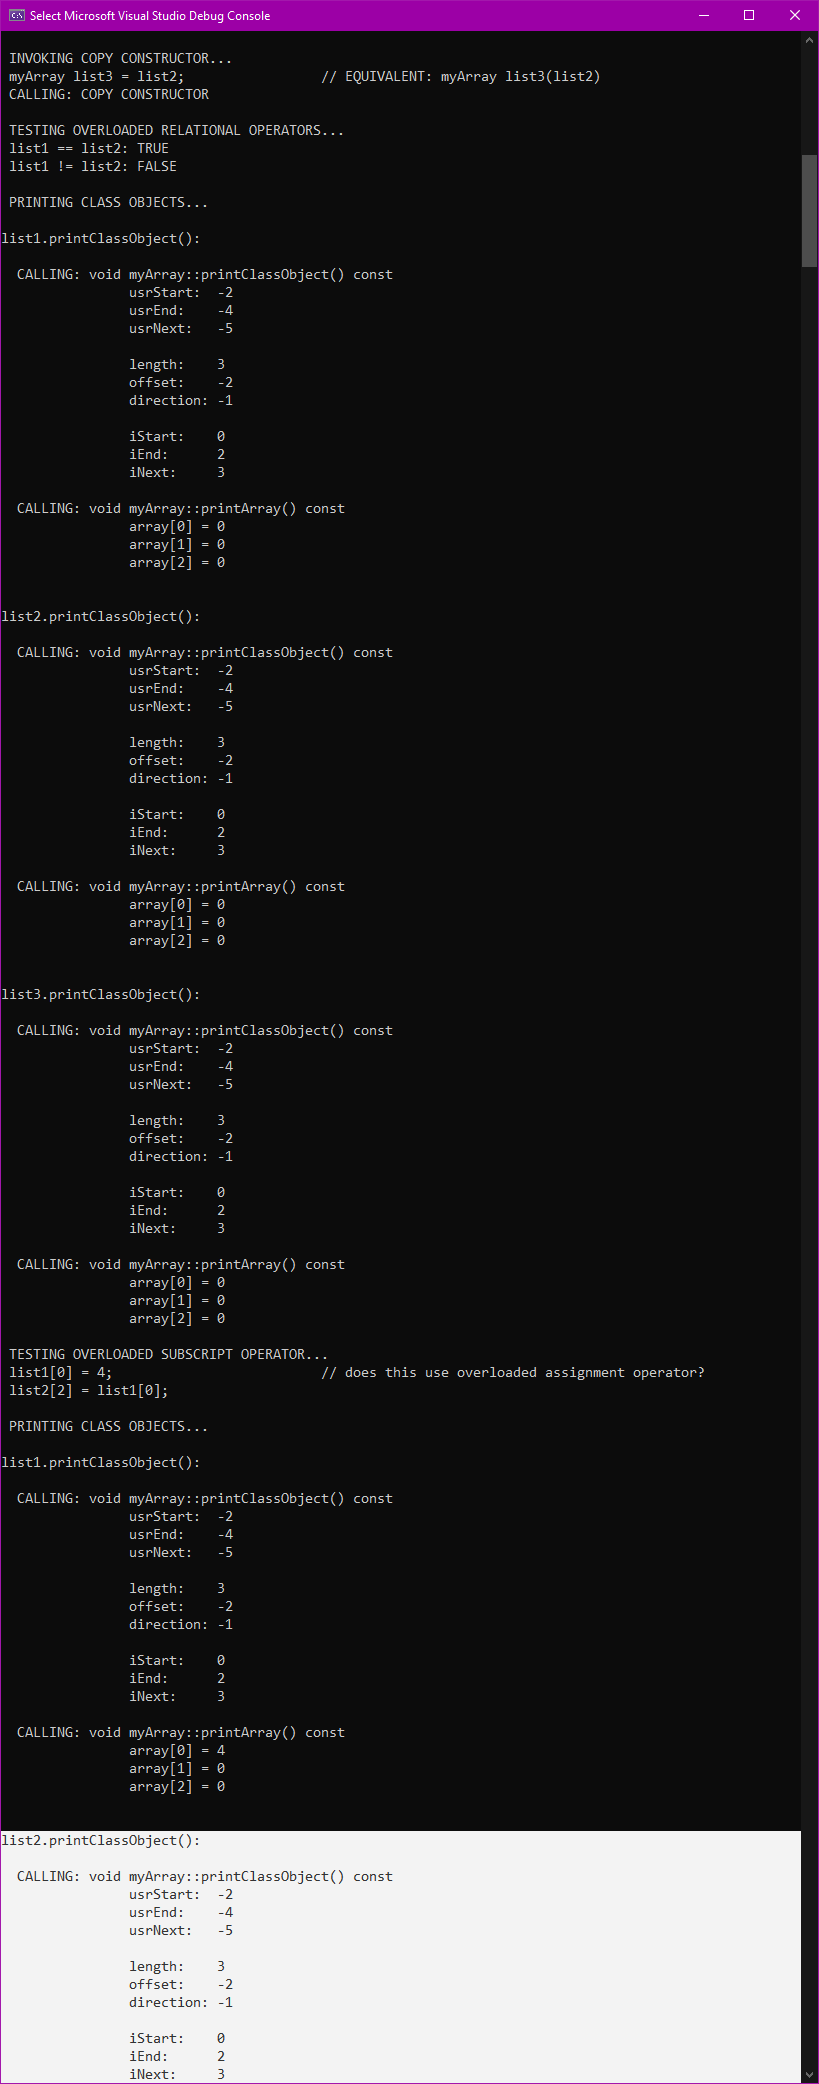 Select Microsoft Visual Studio Debug Console
INVOKING COPY CONSTRUCTOR...
myArray list3 = list2; // EQUIVALENT: myArray list3(list2)
CALLING: COPY CONSTRUCTOR
TESTING OVERLOADED RELATIONAL OPERATORS...
list1 == list2: TRUE
list1 != list2: FALSE
PRINTING CLASS OBJECTS...
list1.printClassObject():
CALLING: void myArray::printClassObject() const
usrStart: -2
usrEnd: -4
usrNext: -5
length: 3
offset: -2
direction: -1
iStart: 0
iEnd: 2
iNext: 3
CALLING: void myArray::printArray() const
array[0] = 0
array[1] = 0
array[2] = 0
list2.printClassObject():
CALLING: void myArray::printClassObject() const
usrStart: -2
usrEnd: -4
usrNext: -5
length: 3
offset: -2
direction: -1
iStart: 0
iEnd: 2
iNext: 3
CALLING: void myArray::printArray() const
array[0] = 0
array[1] = 0
array[2] = 0
list3.printClassObject():
CALLING: void myArray::printClassObject() const
usrStart: -2
usrEnd: -4
usrNext: -5
length: 3
offset: -2
direction: -1
iStart: 0
iEnd: 2
iNext: 3
CALLING: void myArray::printArray() const
array[0] = 0
array[1] = 0
array[2] = 0
TESTING OVERLOADED SUBSCRIPT OPERATOR...
list1[0] = 4; // does this use overloaded assignment operator?
list2[2] = list1[0];
PRINTING CLASS OBJECTS...
list1.printClassObject():
CALLING: void myArray::printClassObject() const
usrStart: -2
usrEnd: -4
usrNext: -5
length: 3
offset: -2
direction: -1
iStart: 0
iEnd: 2
iNext: 3
CALLING: void myArray::printArray() const
array[0] = 4
array[1] = 0
array[2] = 0
list2.printClassObject():
CALLING: void myArray::printClassObject() const
usrStart: -2
usrEnd: -4
usrNext: -5
length: 3
offset: -2
direction: -1
iStart: 0
iEnd: 2
iNext: 3